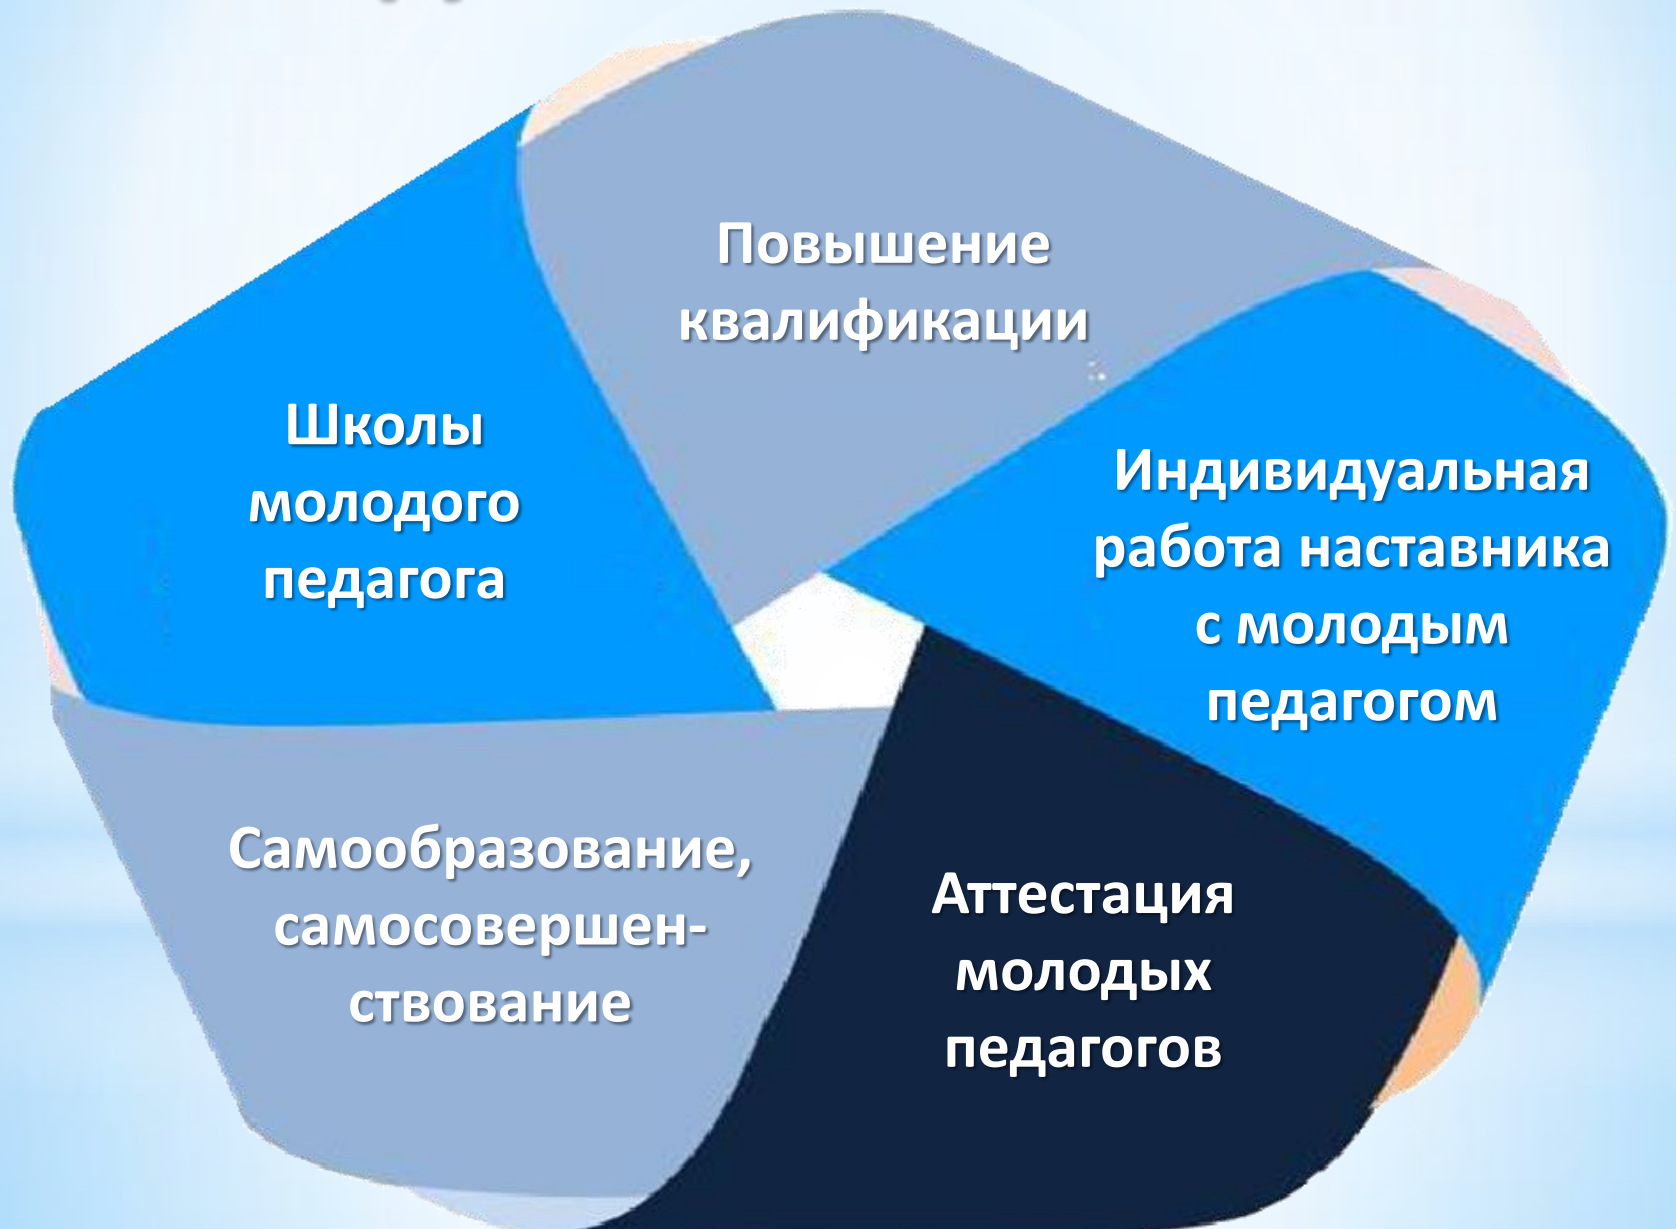 Повышение
квалификации
Школы
молодого
педагога
Индивидуальная
работа наставника
с молодым
педагогом
Самообразование,
самосовершен-
ствование
Аттестация
молодых
педагогов